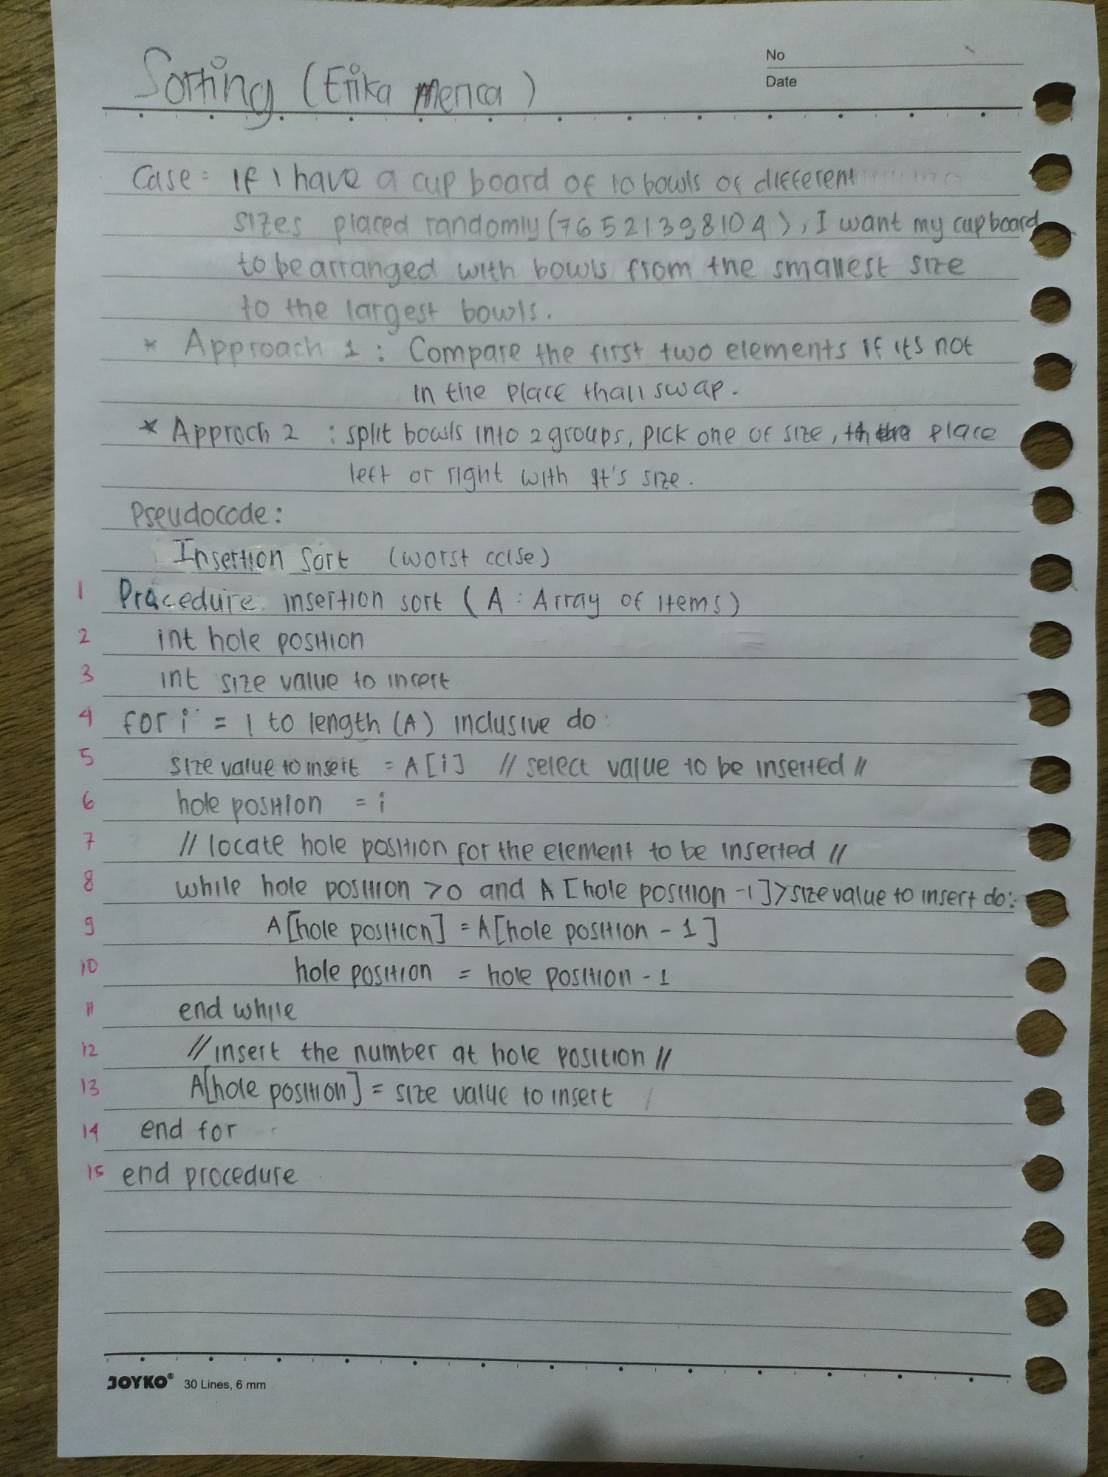 No
Date
Sorting (Erika Merica)
Case: If I have a cup board of 10 bowls of different
sizes placed randomly (7 6 5 2 1 3 9 8 10 4), I want my cupboard
to be arranged with bowls from the smallest size
to the largest bowls.
* Approach 1 : Compare the first two elements if its not
in the place thall swap.
* Approch 2 : split bowls into 2 groups, pick one of size, place
left or right with it's size.
Pseudocode:
Insertion Sort (worst case)
1 Pracedure insertion sort (A : Array of items)
2 int hole position
3 int size value to incert
4 for i = 1 to length (A) inclusive do:
5 size value to insert = A[i] // select value to be inserted //
6 hole position = i
7 // locate hole position for the element to be inserted //
8 while hole position >0 and A [hole position -1] > size value to insert do:
9 A[hole position] = A[hole position - 1]
10 hole position = hole position - 1
11 end while
12 // insert the number at hole position //
13 A[hole position] = size value to insert
14 end for
15 end procedure
JOYKO® 30 Lines, 6 mm